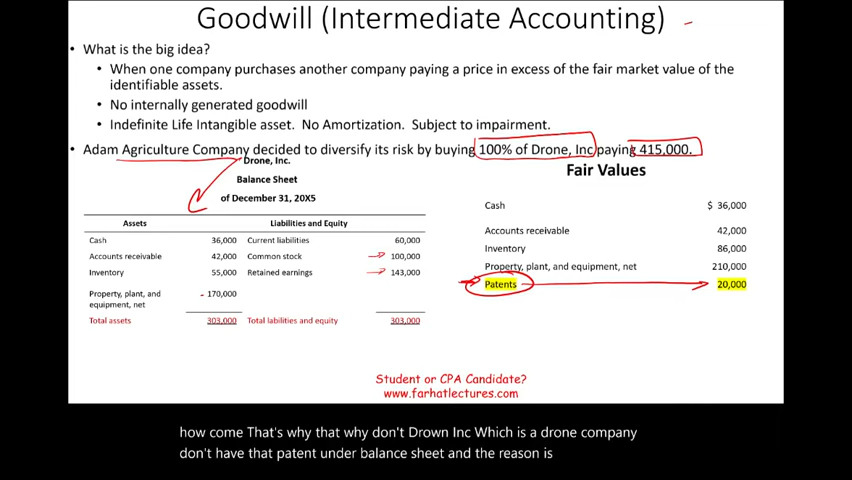 Goodwill (Intermediate Accounting)
• What is the big idea?
• When one company purchases another company paying a price in excess of the fair market value of the
identifiable assets.
• No internally generated goodwill
• Indefinite Life Intangible asset. No Amortization. Subject to impairment.
• Adam Agriculture Company decided to diversify its risk by buying 100% of Drone, Inc paying 415,000.
Drone, Inc.
Balance Sheet
of December 31, 20X5
Assets Liabilities and Equity
Cash 36,000 Current liabilities 60,000
Accounts receivable 42,000 Common stock 100,000
Inventory 55,000 Retained earnings 143,000
Property, plant, and
equipment, net 170,000
Total assets 303,000 Total labilities and equity 303,000
Fair Values
Cash $ 36,000
Accounts receivable 42,000
Inventory 86,000
Property, plant, and equipment, net 210,000
Patents 20,000
Student or CPA Candidate?
www.farhatlectures.com
how come That's why that why don't Drown Inc Which is a drone company
don't have that patent under balance sheet and the reason is